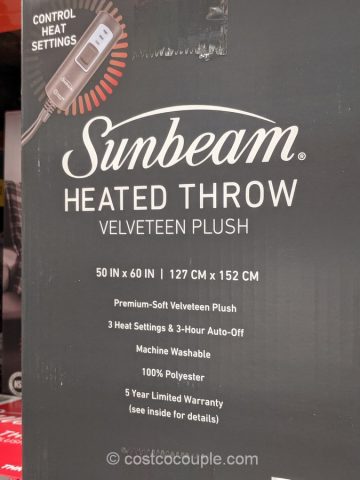 CONTROL
HEAT
SETTINGS
Sunbeam®
HEATED THROW
VELVETEEN PLUSH
50 IN x 60 IN | 127 CM x 152 CM
Premium-Soft Velveteen Plush
3 Heat Settings & 3-Hour Auto-Off
Machine Washable
100% Polyester
5 Year Limited Warranty
(see inside for details)
© costcocouple.com